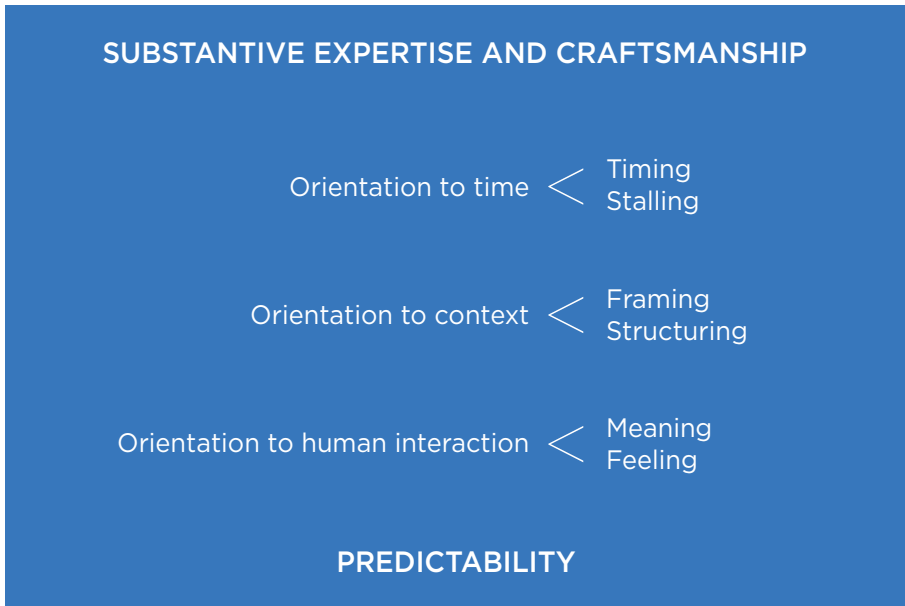 SUBSTANTIVE EXPERTISE AND CRAFTSMANSHIP
Orientation to time
Timing
Stalling
Orientation to context
Framing
Structuring
Orientation to human interaction
Meaning
Feeling
PREDICTABILITY